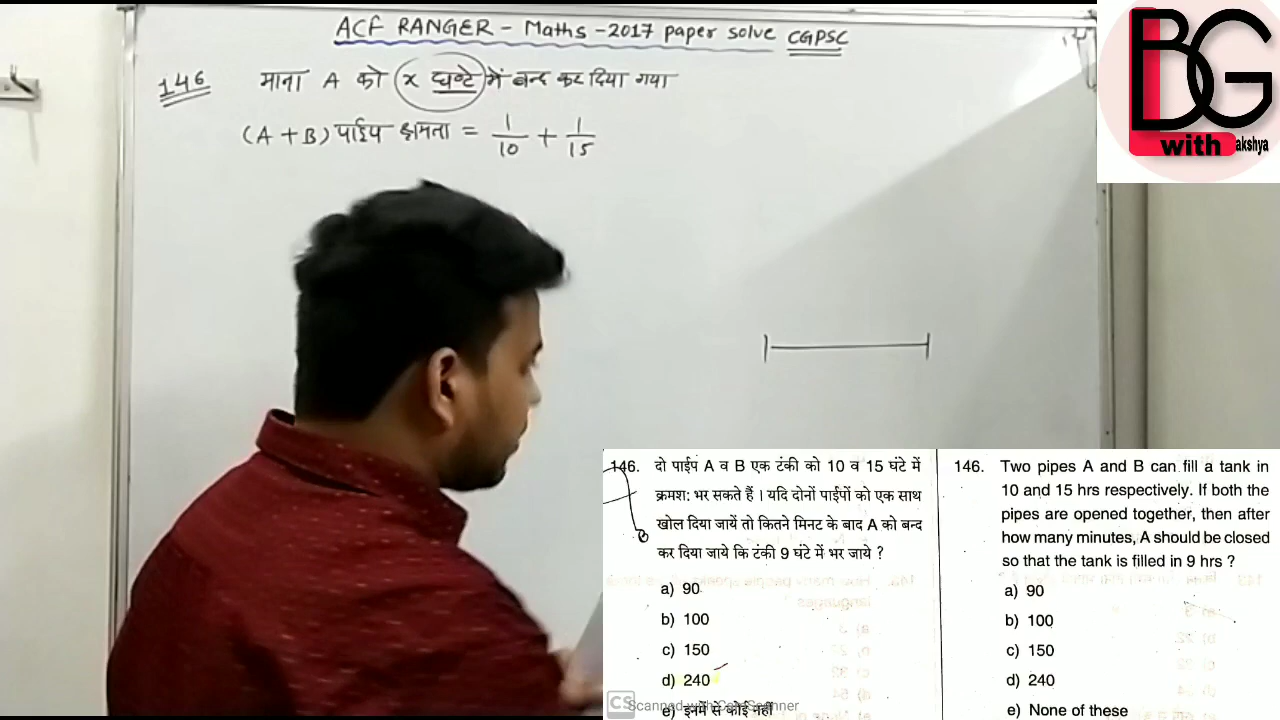 ACF RANGER - Maths - 2017 paper solve CGPSC
146 माना A को x घण्टे में बन्द कर दिया गया
(A + B) पाईप क्षमता = 1/10 + 1/15
BG
with akshya
146. दो पाईप A व B एक टंकी को 10 व 15 घंटे में
क्रमश: भर सकते हैं । यदि दोनों पाईपों को एक साथ
खोल दिया जायें तो कितने मिनट के बाद A को बन्द
कर दिया जाये कि टंकी 9 घंटे में भर जाये ?
a) 90
b) 100
c) 150
d) 240
e) इनमें से कोई नहीं
146. Two pipes A and B can fill a tank in
10 and 15 hrs respectively. If both the
pipes are opened together, then after
how many minutes, A should be closed
so that the tank is filled in 9 hrs ?
a) 90
b) 100
c) 150
d) 240
e) None of these
CS Scanned with CamScanner